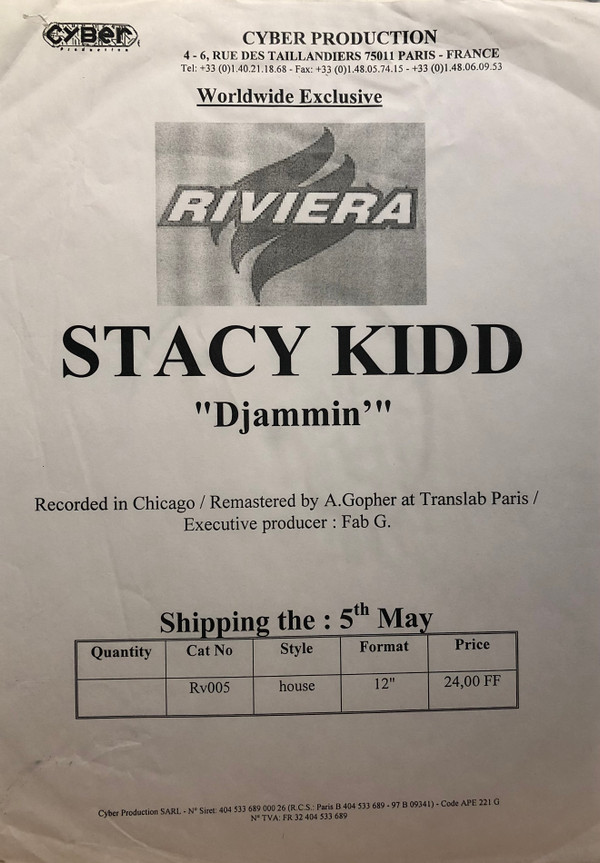 CYBER
Production
CYBER PRODUCTION
4 - 6, RUE DES TAILLANDIERS 75011 PARIS - FRANCE
Tel: +33 (0)1.40.21.18.68 - Fax: +33 (0)1.48.05.74.15 - +33 (0)1.48.06.09.53
Worldwide Exclusive
RIVIERA
STACY KIDD
"Djammin’"
Recorded in Chicago / Remastered by A.Gopher at Translab Paris /
Executive producer : Fab G.
Shipping the : 5th May
Quantity Cat No Style Format Price
Rv005 house 12" 24,00 FF
Cyber Production SARL - N° Siret: 404 533 689 000 26 (R.C.S.: Paris B 404 533 689 - 97 B 09341) - Code APE 221 G
N° TVA: FR 32 404 533 689